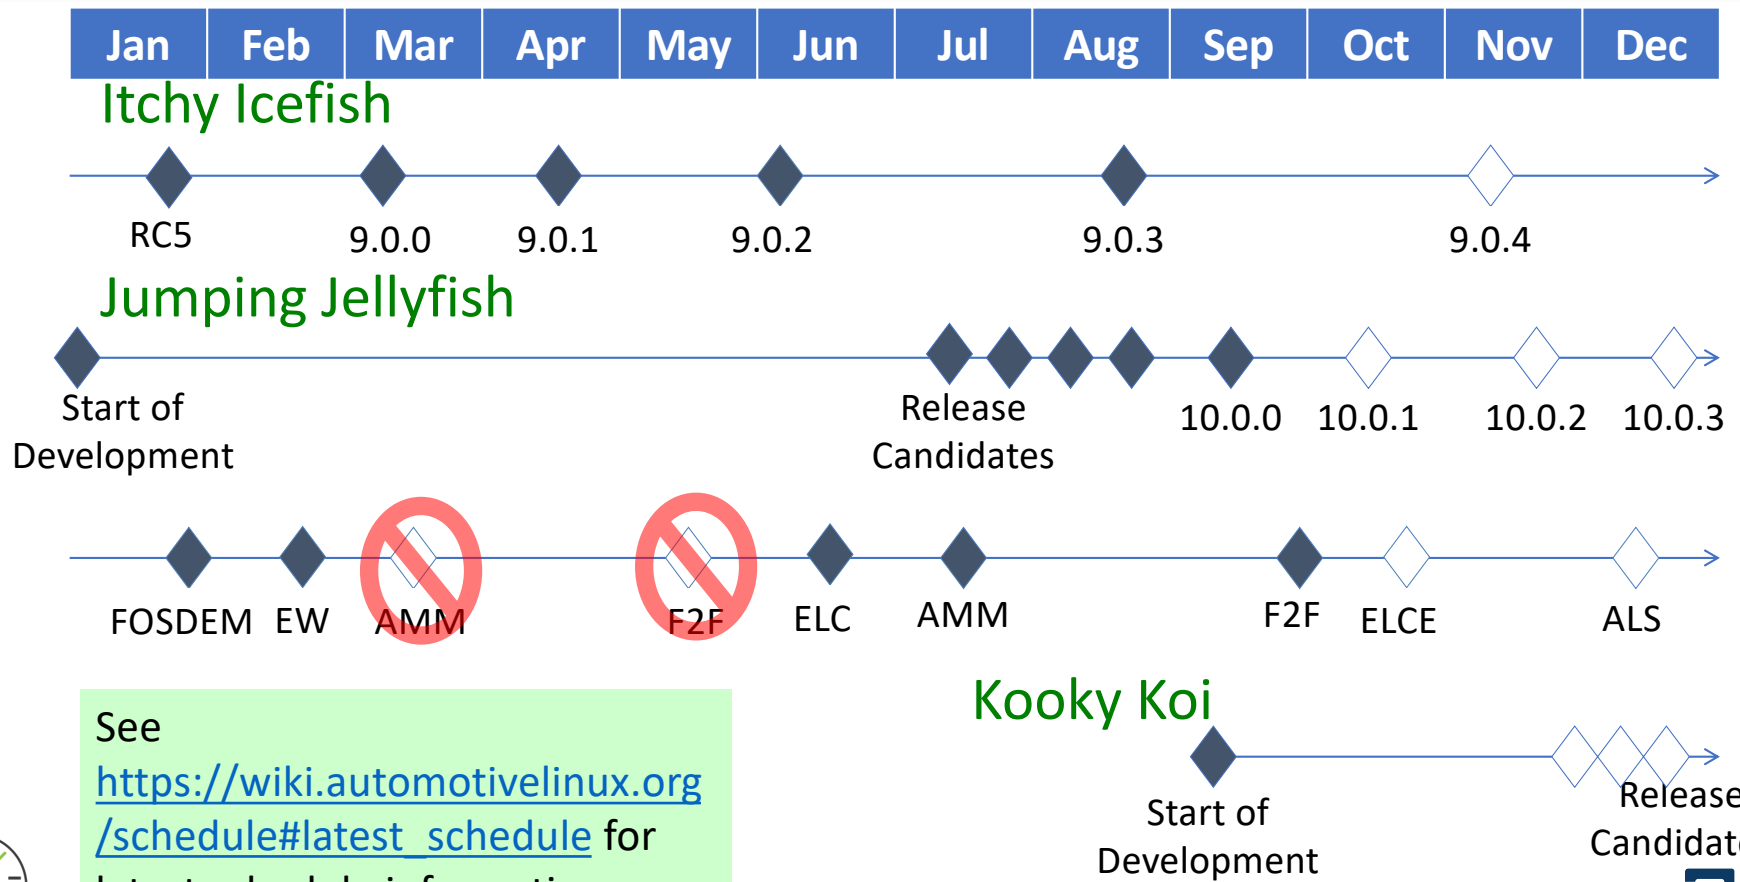 Jan Feb Mar Apr May Jun Jul Aug Sep Oct Nov Dec
Itchy Icefish
RC5 9.0.0 9.0.1 9.0.2 9.0.3 9.0.4
Jumping Jellyfish
Start of
Development
Release
Candidates
10.0.0 10.0.1 10.0.2 10.0.3
FOSDEM EW AMM F2F ELC AMM F2F ELCE ALS
Kooky Koi
Start of
Development
Release
See
https://wiki.automotivelinux.org
/schedule#latest_schedule for